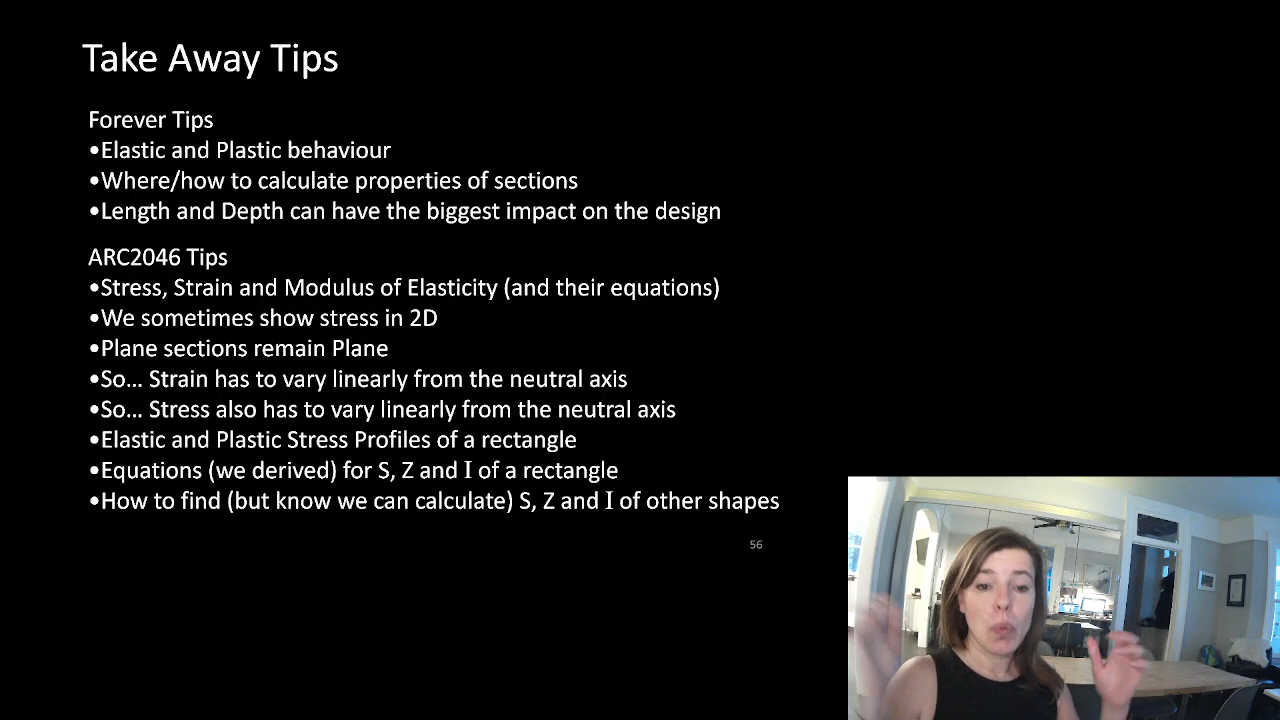 Take Away Tips
Forever Tips
•Elastic and Plastic behaviour
•Where/how to calculate properties of sections
•Length and Depth can have the biggest impact on the design
ARC2046 Tips
•Stress, Strain and Modulus of Elasticity (and their equations)
•We sometimes show stress in 2D
•Plane sections remain Plane
•So... Strain has to vary linearly from the neutral axis
•So... Stress also has to vary linearly from the neutral axis
•Elastic and Plastic Stress Profiles of a rectangle
•Equations (we derived) for S, Z and I of a rectangle
•How to find (but know we can calculate) S, Z and I of other shapes
56